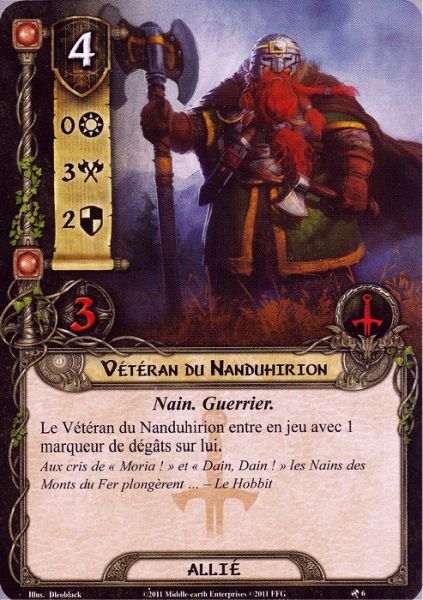 4
0
3
2
3
Vétéran du Nanduhirion
Nain. Guerrier.
Le Vétéran du Nanduhirion entre en jeu avec 1
marqueur de dégâts sur lui.
Aux cris de « Moria ! » et « Dain, Dain ! » les Nains des
Monts du Fer plongèrent ... – Le Hobbit
ALLIÉ
Illus. Dleoblack ©2011 Middle-earth Enterprises ©2011 FFG 6